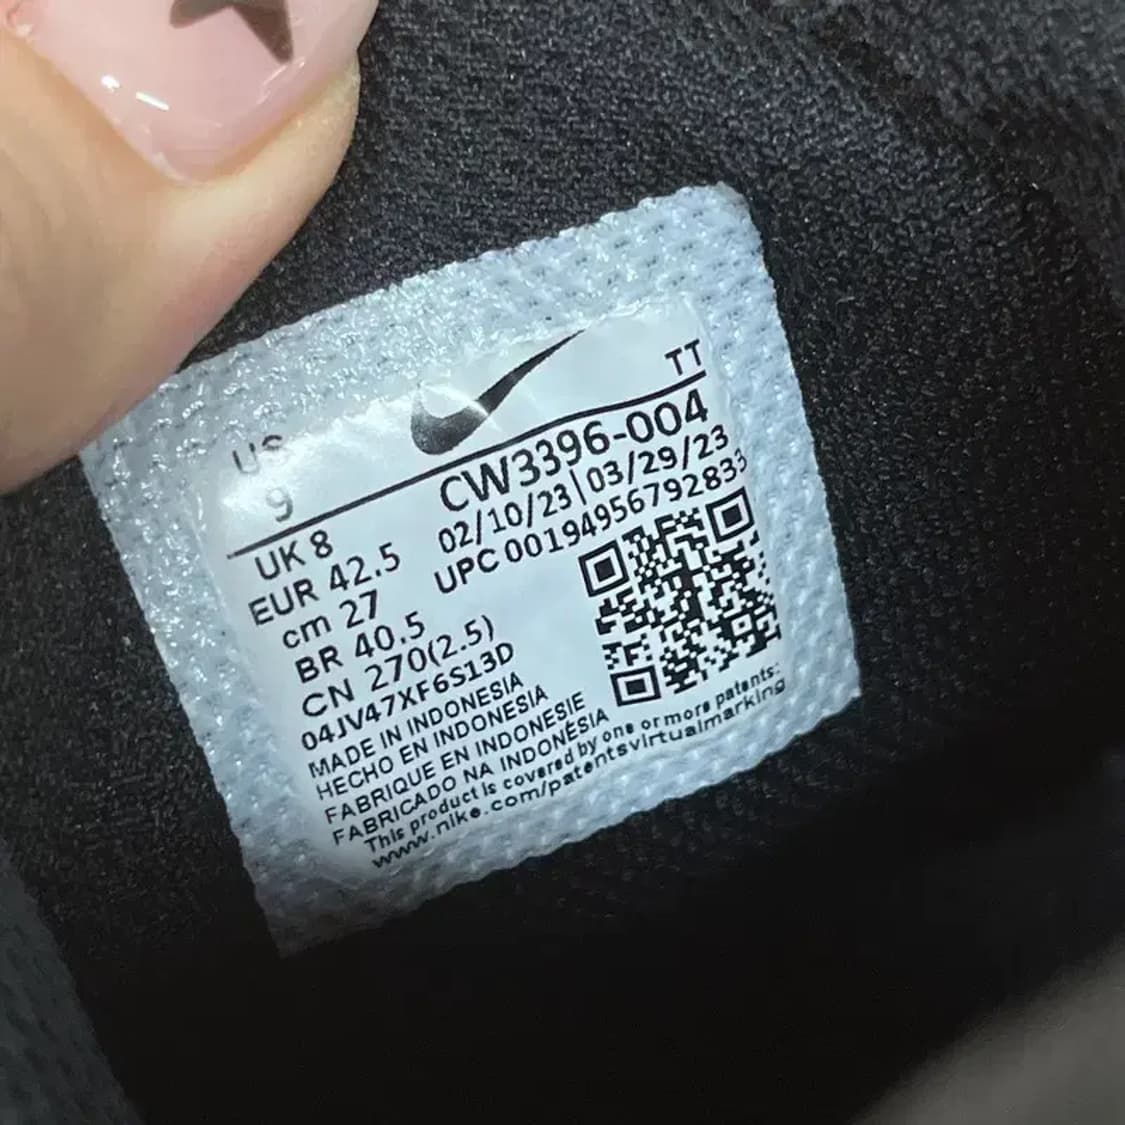 TT
US
9
CW3396-004
02/10/23|03/29/23
UPC 00194956792833
UK 8
EUR 42.5
cm 27
BR 40.5
CN 270(2.5)
04JV47XF6S13D
MADE IN INDONESIA
HECHO EN INDONESIA
FABRIQUE EN INDONESIE
FABRICADO NA INDONÉSIA
This product is covered by one or more patents:
www.nike.com/patentsvirtualmarking